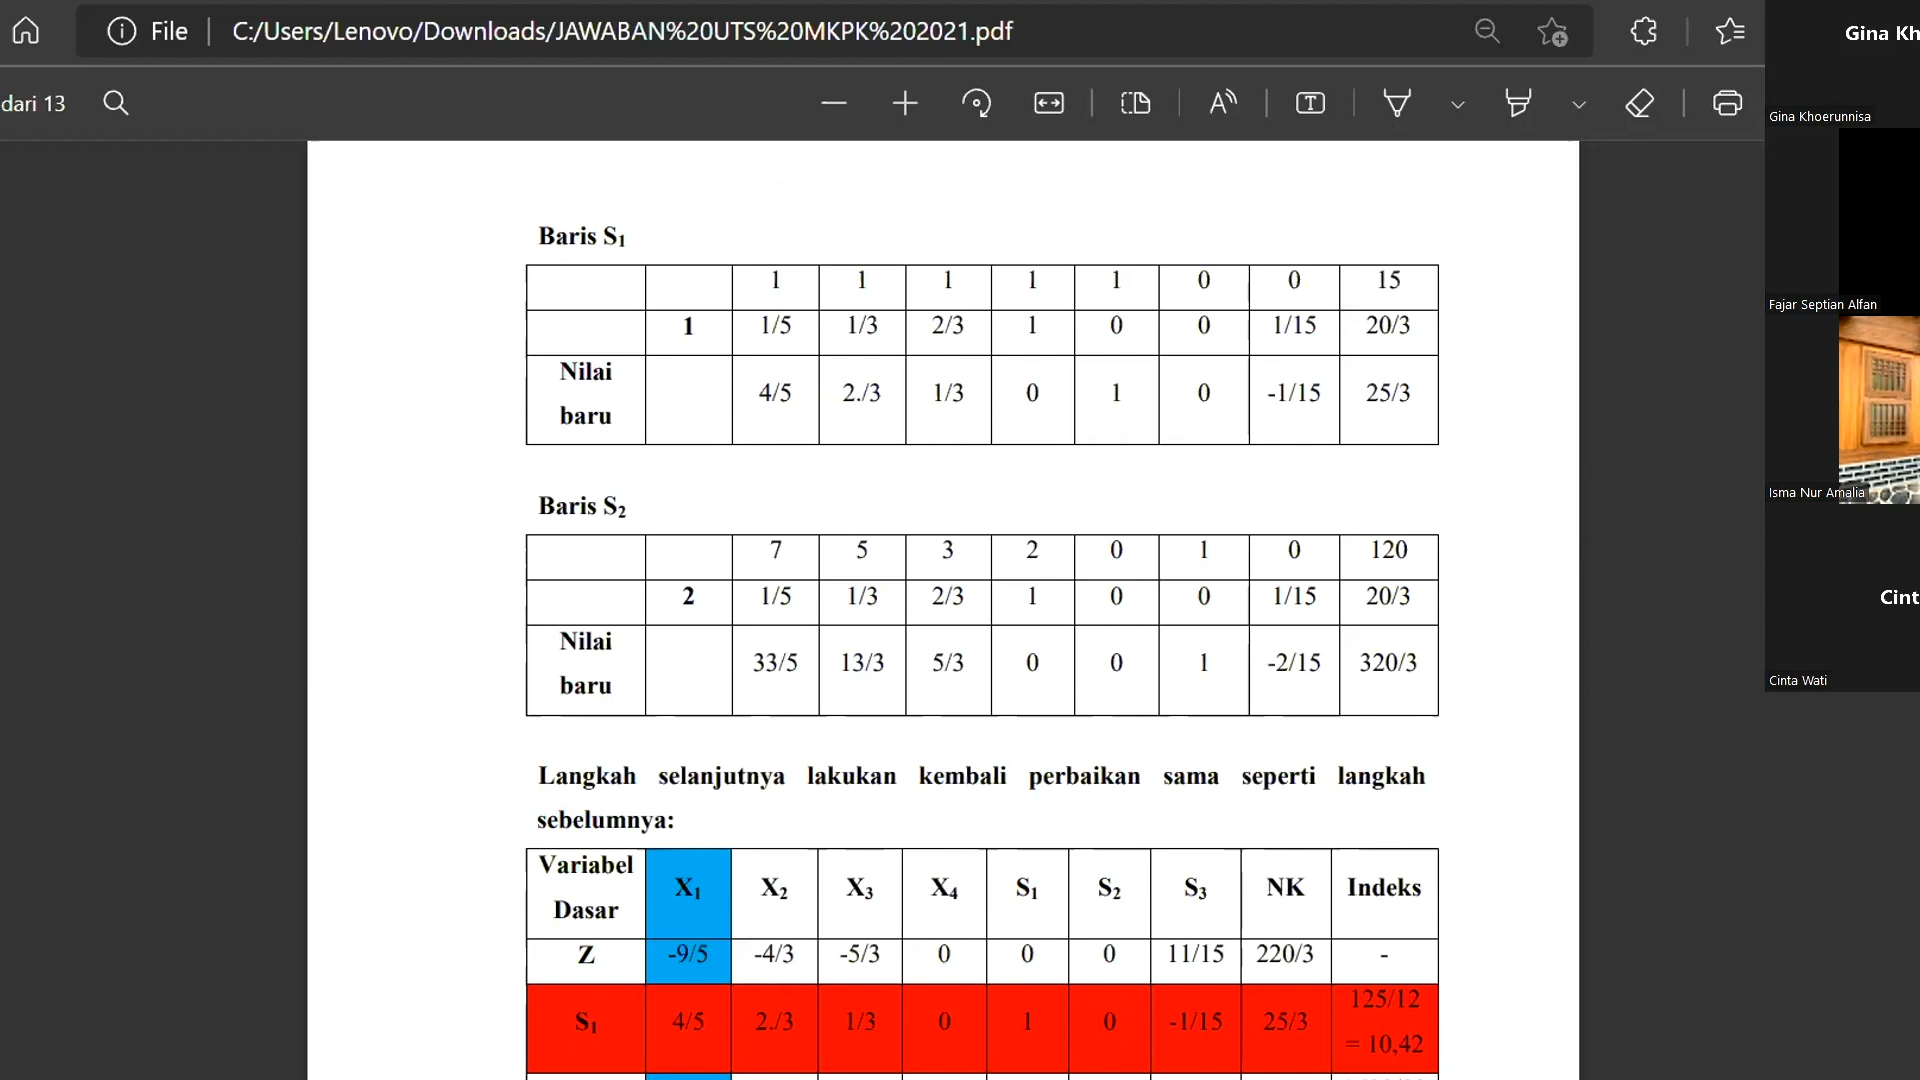 File | C:/Users/Lenovo/Downloads/JAWABAN%20UTS%20MKPK%202021.pdf
dari 13
Baris S₁
1 1 1 1 1 0 0 15
1 1/5 1/3 2/3 1 0 0 1/15 20/3
Nilai baru 4/5 2./3 1/3 0 1 0 -1/15 25/3
Baris S₂
7 5 3 2 0 1 0 120
2 1/5 1/3 2/3 1 0 0 1/15 20/3
Nilai baru 33/5 13/3 5/3 0 0 1 -2/15 320/3
Langkah selanjutnya lakukan kembali perbaikan sama seperti langkah
sebelumnya:
Variabel Dasar X₁ X₂ X₃ X₄ S₁ S₂ S₃ NK Indeks
Z -9/5 -4/3 -5/3 0 0 0 11/15 220/3 -
S₁ 4/5 2./3 1/3 0 1 0 -1/15 25/3 125/12 = 10,42
Gina Kh
Gina Khoerunnisa
Fajar Septian Alfan
Isma Nur Amalia
Cint
Cinta Wati